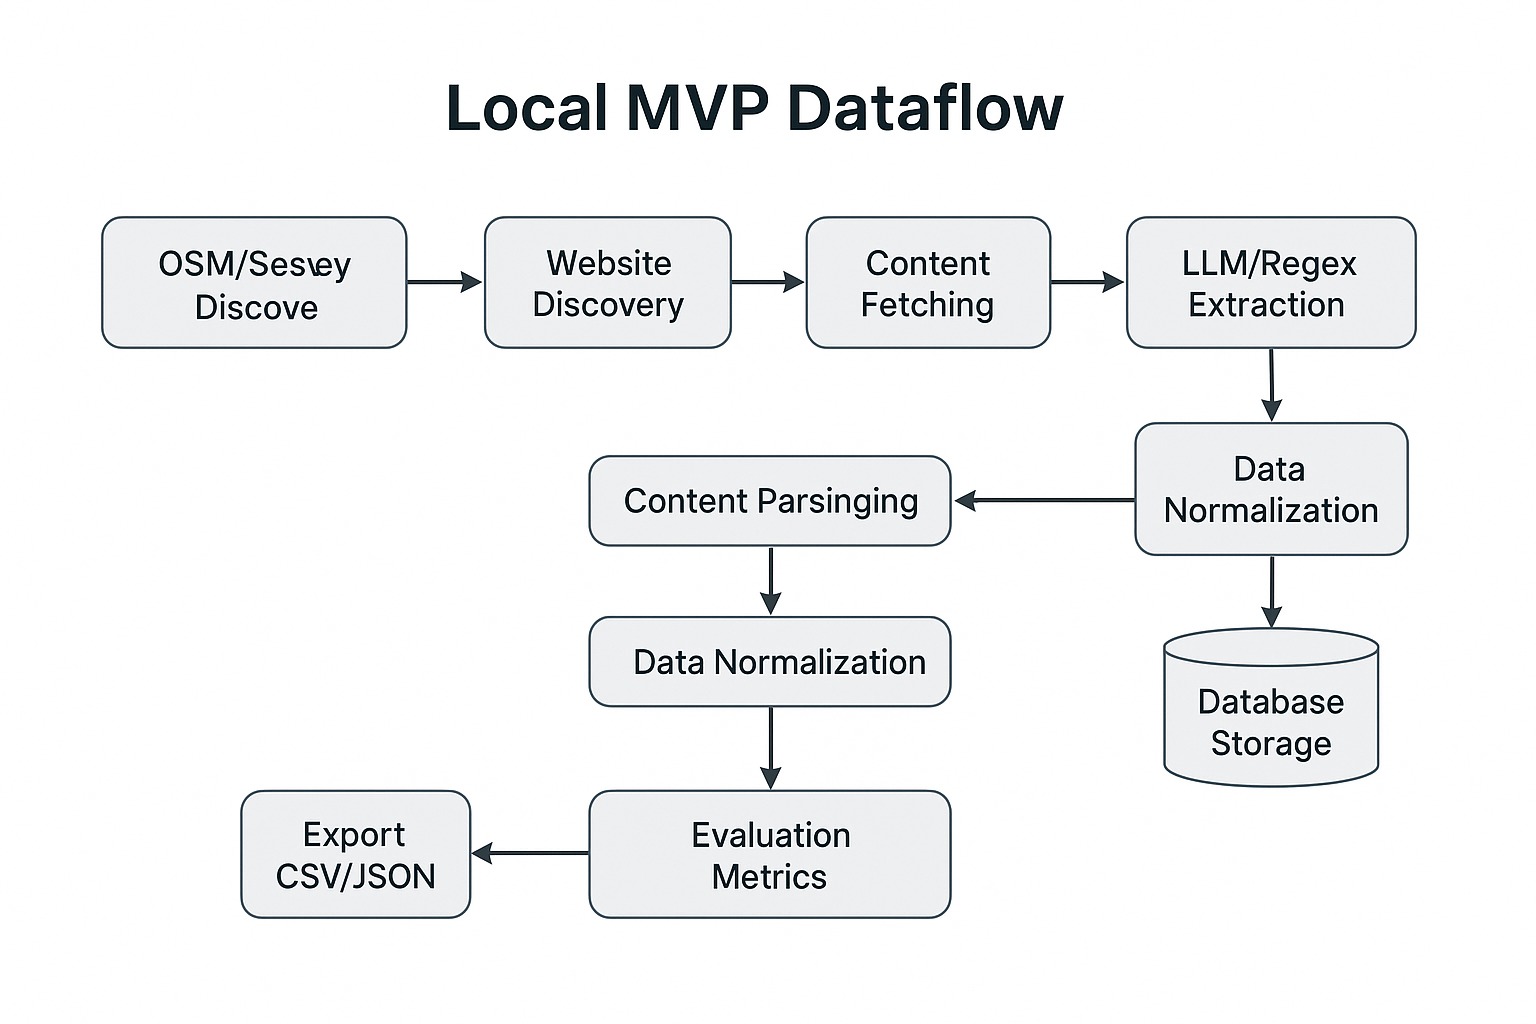 Local MVP Dataflow
OSM/Sesvey
Discove
Website
Discovery
Content
Fetching
LLM/Regex
Extraction
Data
Normalization
Content Parsinging
Data Normalization
Database
Storage
Export
CSV/JSON
Evaluation
Metrics